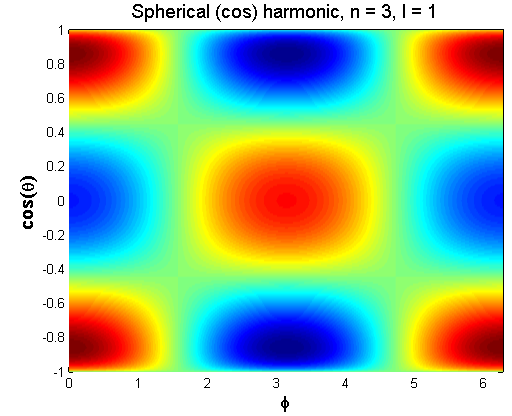 Spherical (cos) harmonic, n = 3, l = 1
cos(θ)
1
0.8
0.6
0.4
0.2
0
-0.2
-0.4
-0.6
-0.8
-1
0 1 2 3 4 5 6
ϕ